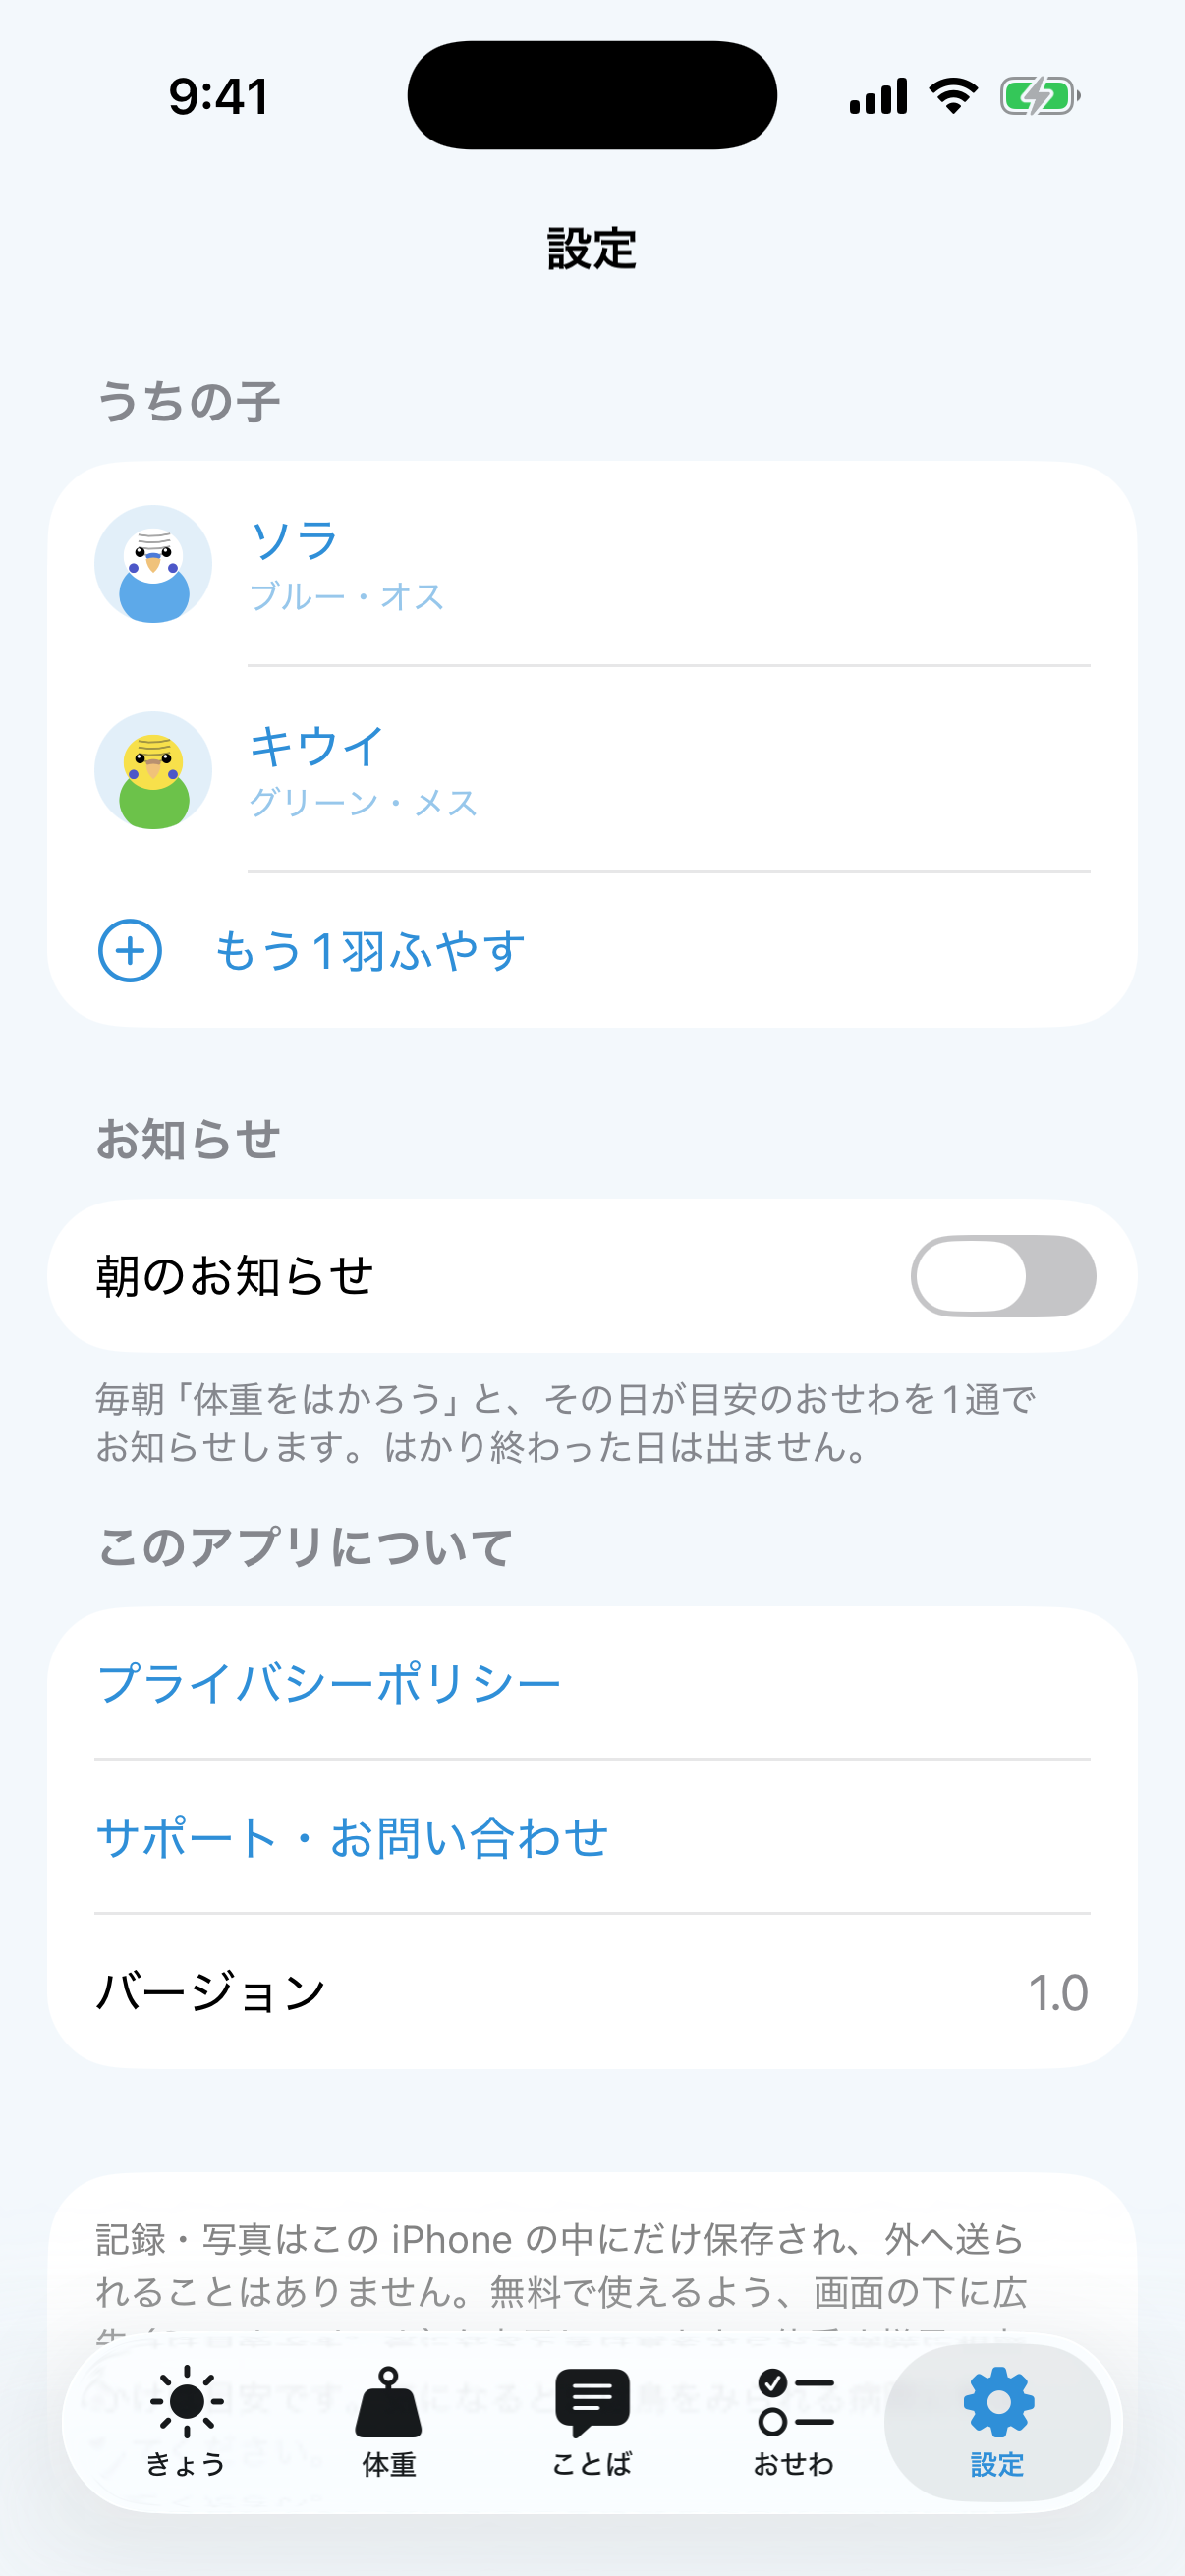 9:41
設定
うちの子
ソラ
ブルー・オス
キウイ
グリーン・メス
もう1羽ふやす
お知らせ
朝のお知らせ
毎朝「体重をはかろう」と、その日が目安のおせわを1通で
お知らせします。はかり終わった日は出ません。
このアプリについて
プライバシーポリシー
サポート・お問い合わせ
バージョン 1.0
記録・写真はこの iPhone の中にだけ保存され、外へ送ら
れることはありません。無料で使えるよう、画面の下に広
きょう 体重 ことば おせわ 設定